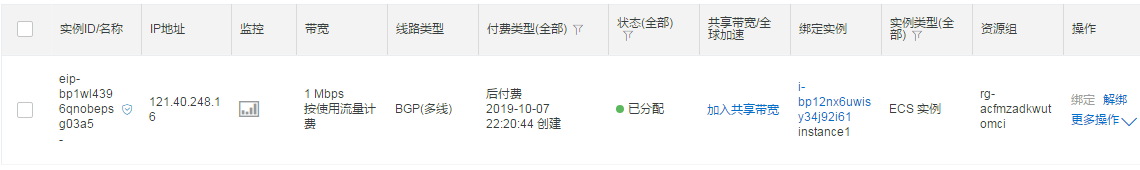 实例ID/名称
IP地址
监控
带宽
线路类型
付费类型(全部)
状态(全部)
共享带宽/全
球加速
绑定实例
实例类型(全
部)
资源组
操作
eip-
bp1wl439
6qnobeps
g03a5
-
121.40.248.1
6
1 Mbps
按使用流量计
费
BGP(多线)
后付费
2019-10-07
22:20:44 创建
已分配
加入共享带宽
i-
bp12nx6uwis
y34j92i61
instance1
ECS 实例
rg-
acfmzadkwut
omci
绑定 解绑
更多操作